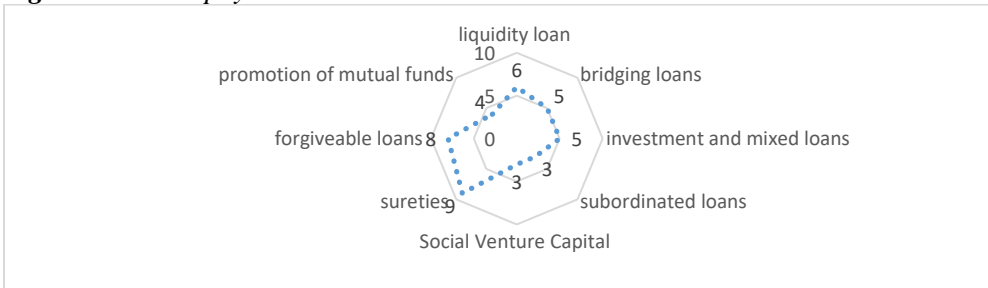 liquidity loan
10
promotion of mutual funds
6
bridging loans
4
5
5
forgiveable loans
8
0
5
investment and mixed loans
3
3
sureties
9
subordinated loans
Social Venture Capital